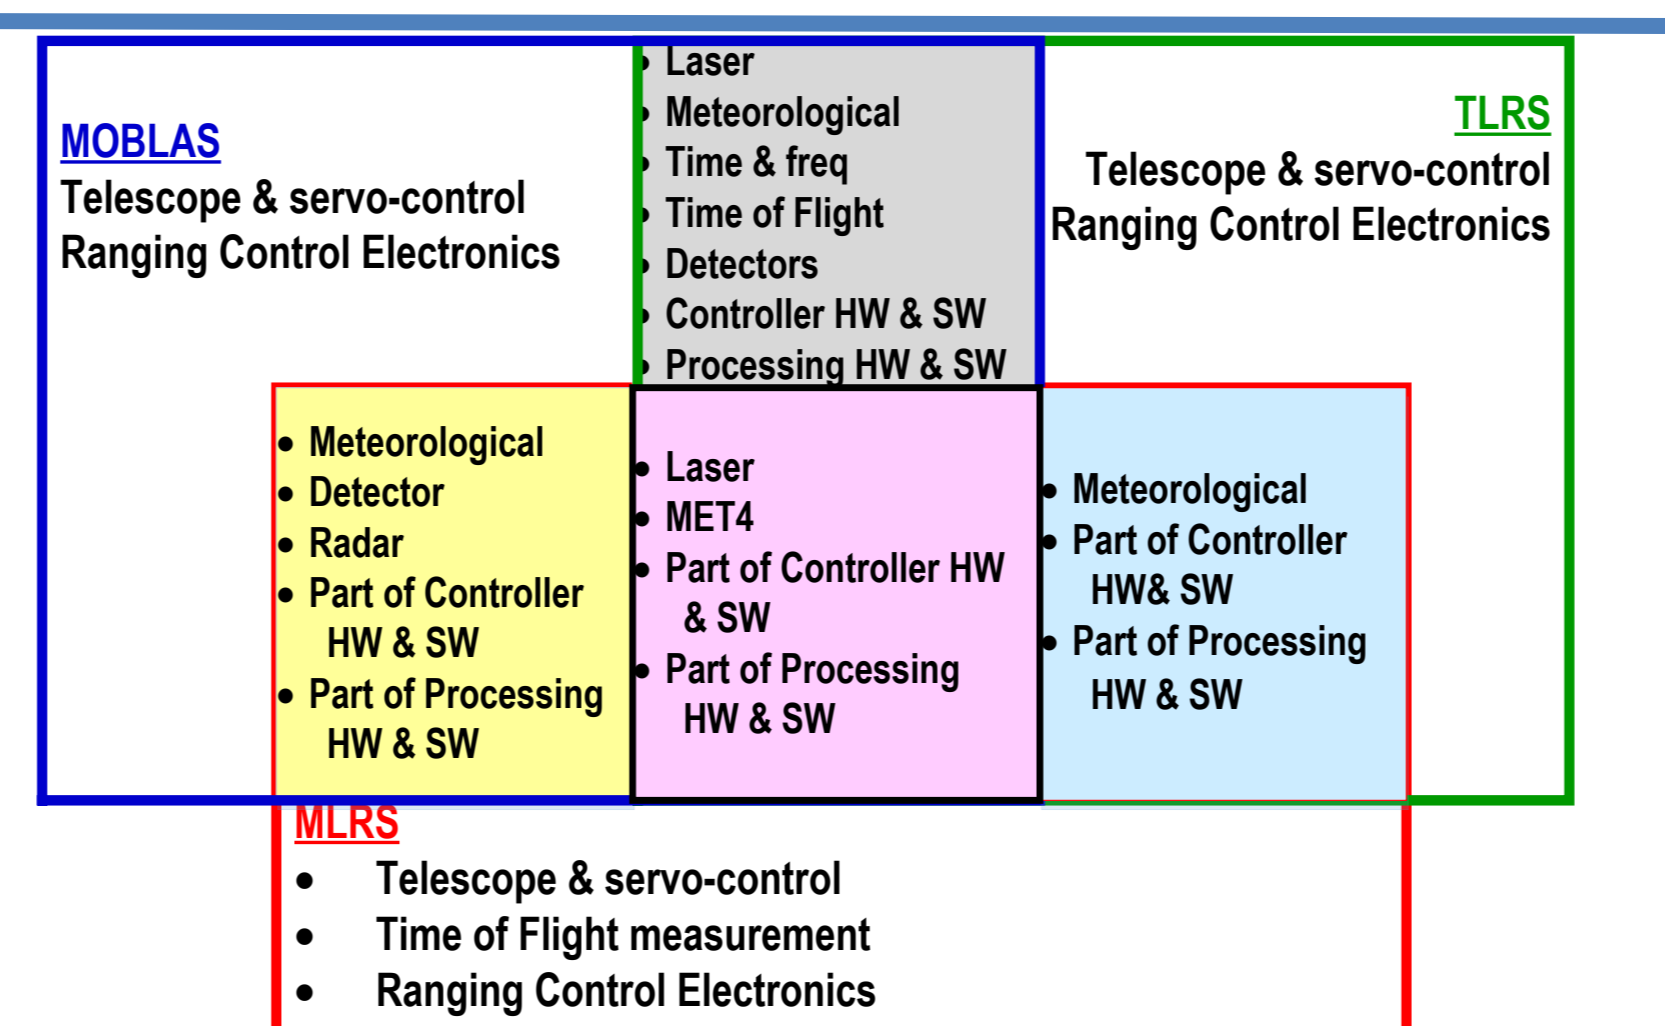 MOBLAS
Telescope & servo-control
Ranging Control Electronics
• Laser
• Meteorological
• Time & freq
• Time of Flight
• Detectors
• Controller HW & SW
• Processing HW & SW
TLRS
Telescope & servo-control
Ranging Control Electronics
• Meteorological
• Detector
• Radar
• Part of Controller
HW & SW
• Part of Processing
HW & SW
• Laser
• MET4
• Part of Controller HW
& SW
• Part of Processing
HW & SW
• Meteorological
• Part of Controller
HW& SW
• Part of Processing
HW & SW
MLRS
• Telescope & servo-control
• Time of Flight measurement
• Ranging Control Electronics